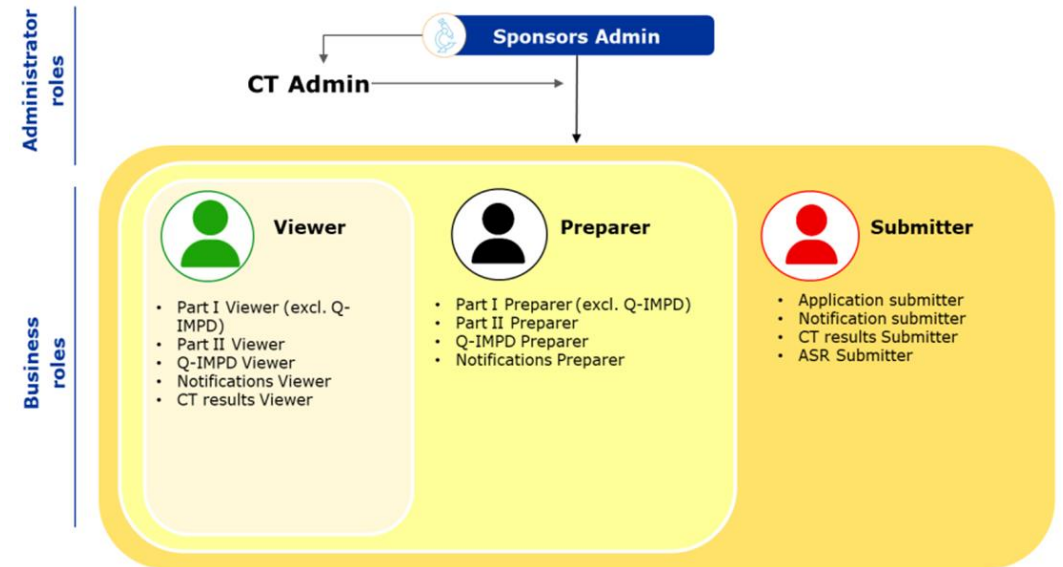 Administrator
roles
Sponsors Admin
CT Admin
Business
roles
Viewer
• Part I Viewer (excl. Q-
IMPD)
• Part II Viewer
• Q-IMPD Viewer
• Notifications Viewer
• CT results Viewer
Preparer
• Part I Preparer (excl. Q-IMPD)
• Part II Preparer
• Q-IMPD Preparer
• Notifications Preparer
Submitter
• Application submitter
• Notification submitter
• CT results Submitter
• ASR Submitter